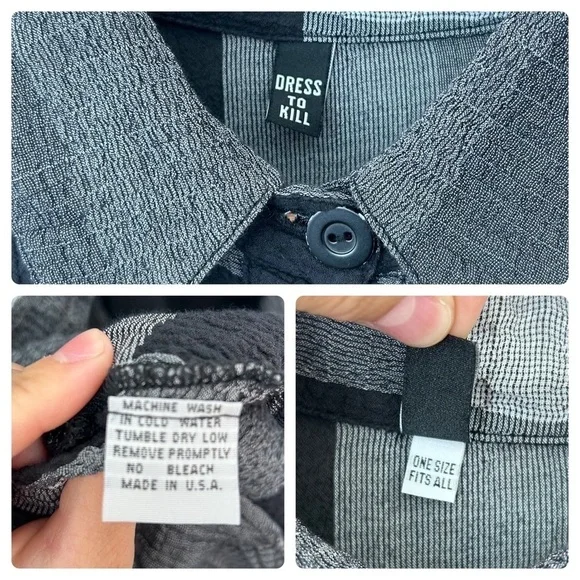 DRESS
TO
KILL
MACHINE WASH
IN COLD WATER
TUMBLE DRY LOW
REMOVE PROMPTLY
NO BLEACH
MADE IN U.S.A.
ONE SIZE
FITS ALL